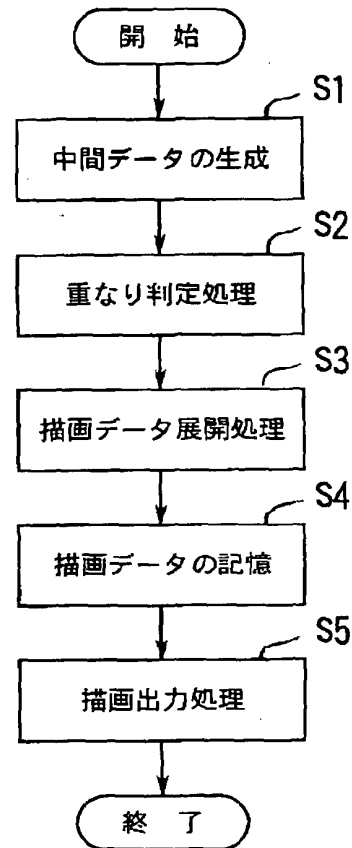 開 始
S1
中間データの生成
S2
重なり判定処理
S3
描画データ展開処理
S4
描画データの記憶
S5
描画出力処理
終 了